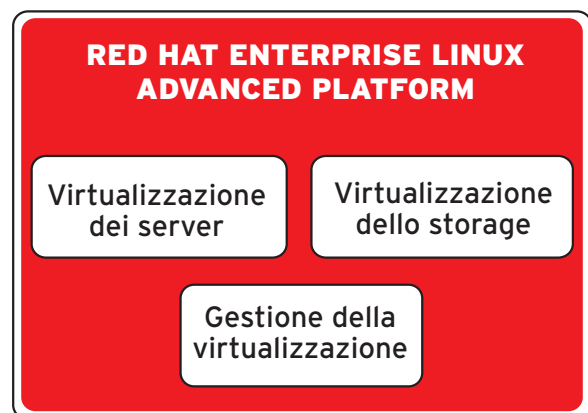 RED HAT ENTERPRISE LINUX
ADVANCED PLATFORM
Virtualizzazione
dei server
Virtualizzazione
dello storage
Gestione della
virtualizzazione